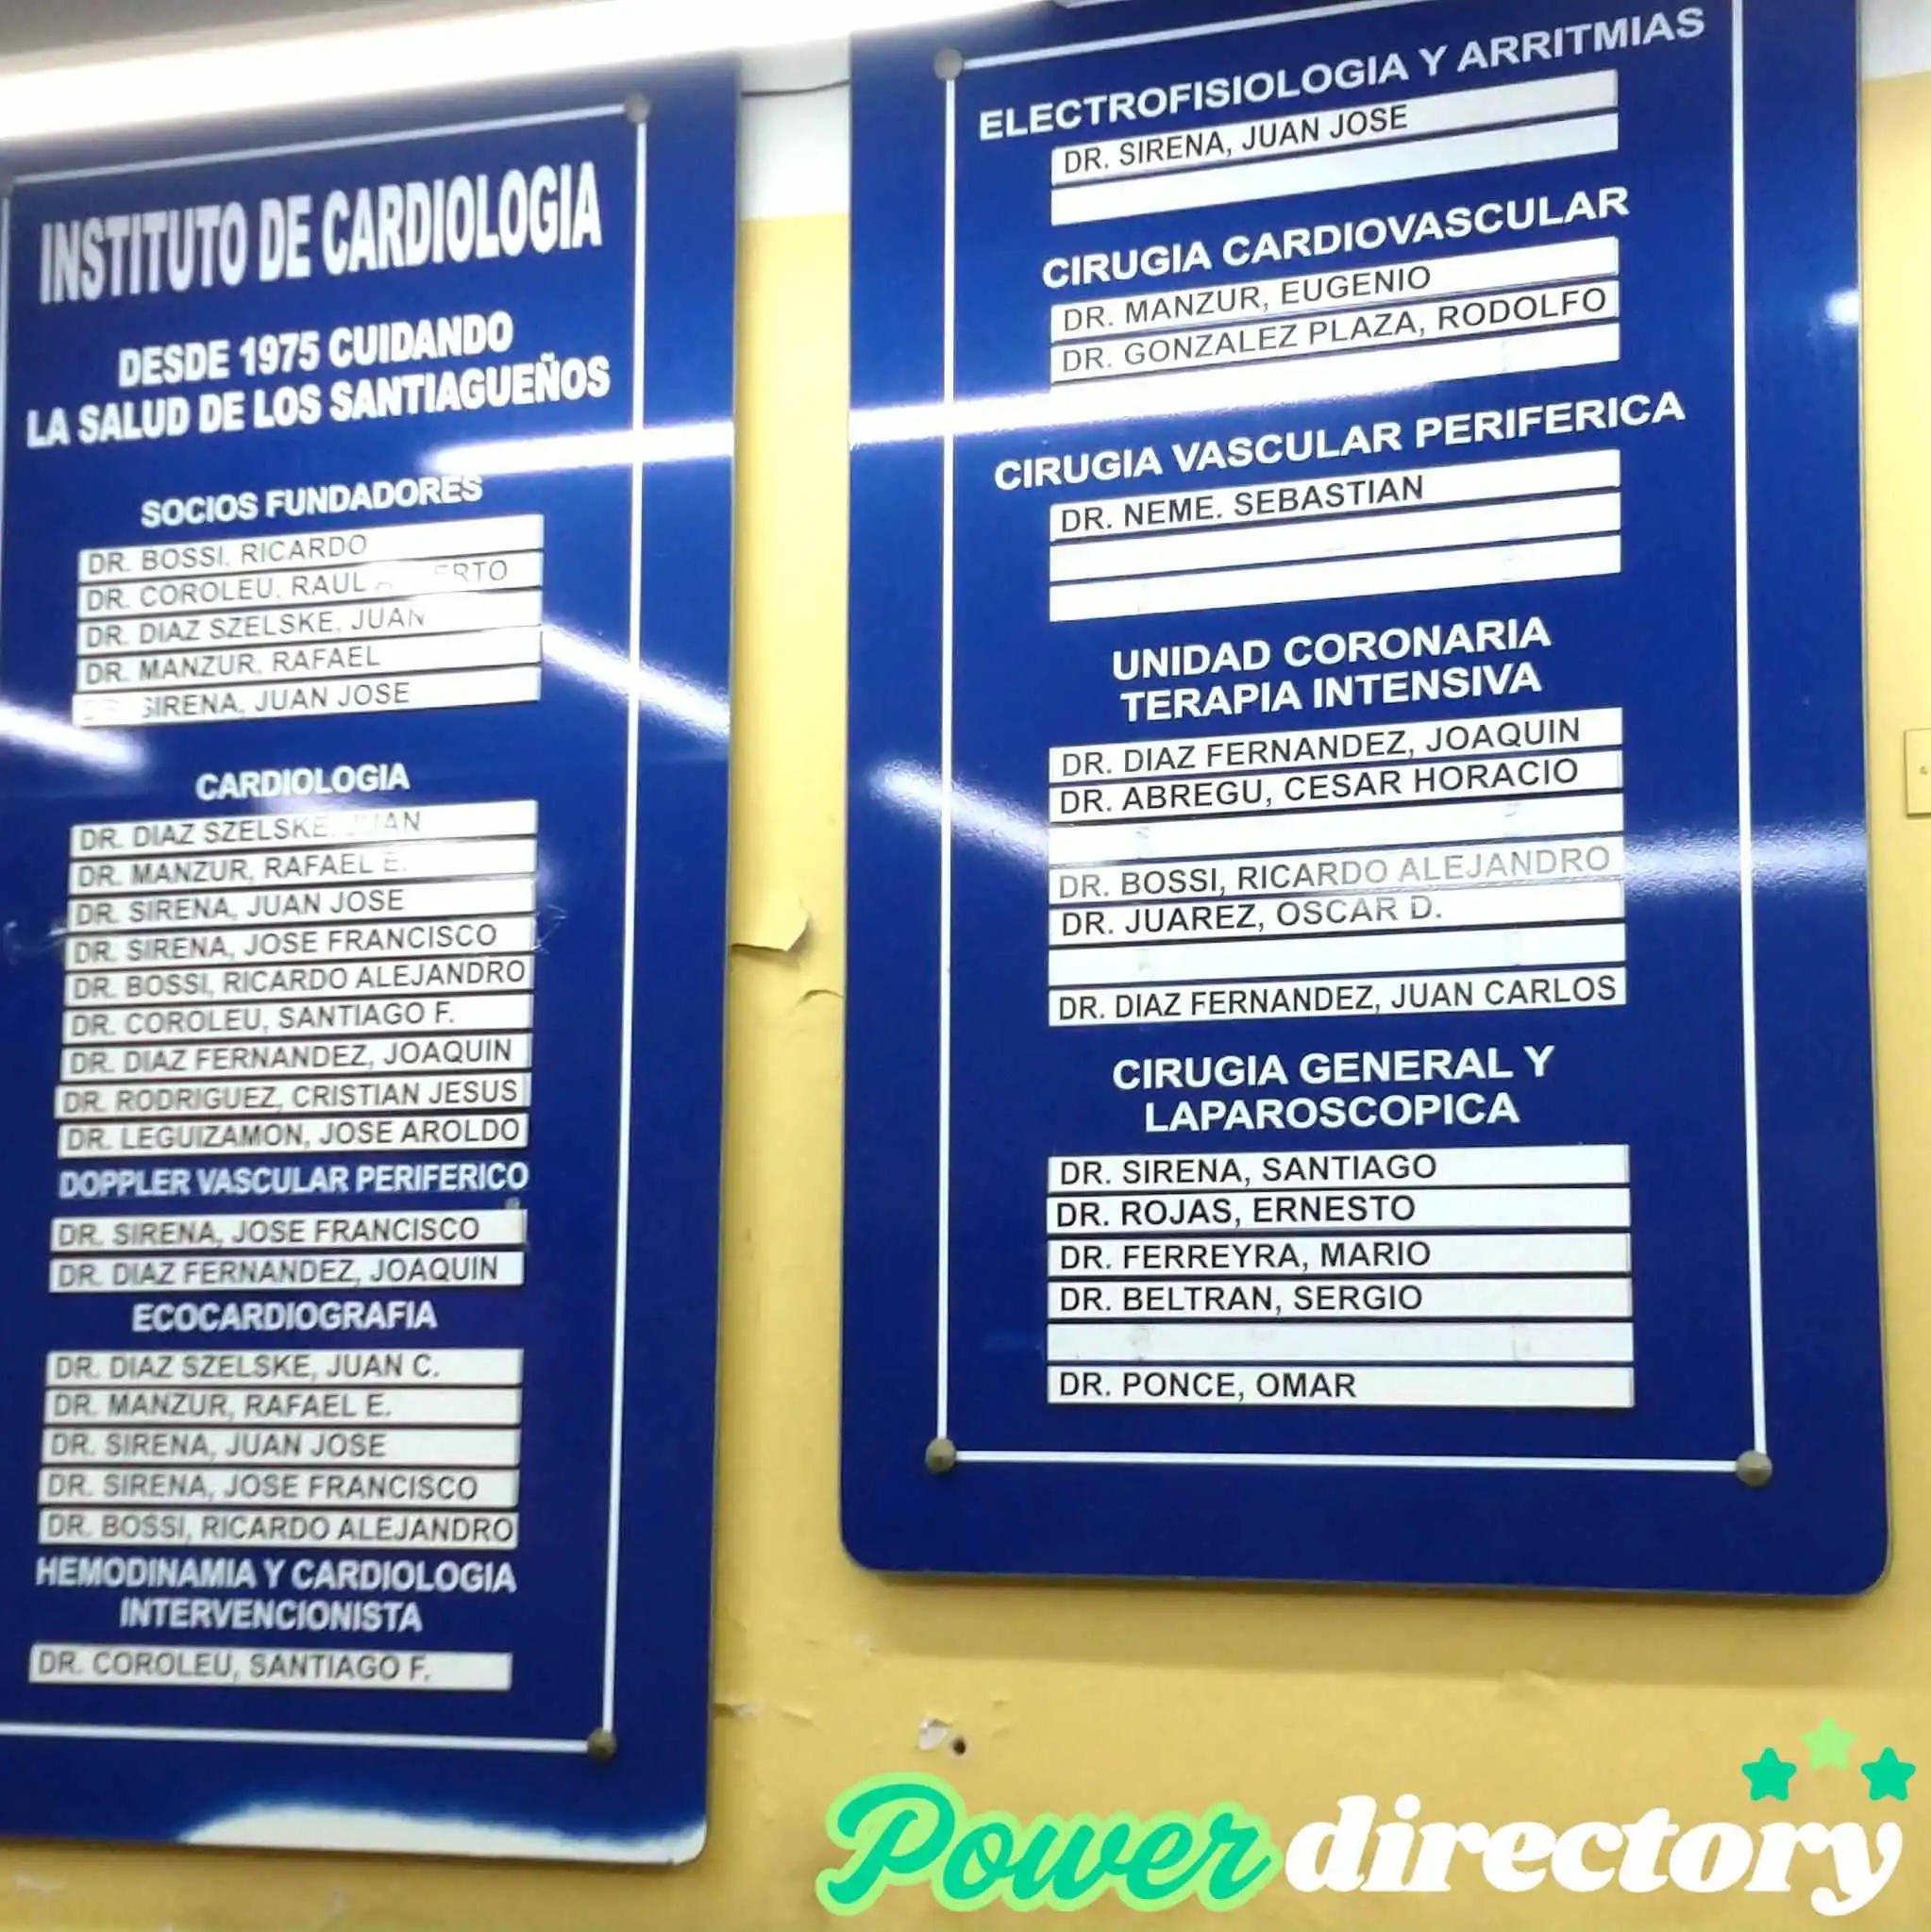 INSTITUTO DE CARDIOLOGIA
DESDE 1975 CUIDANDO
LA SALUD DE LOS SANTIAGUEÑOS
SOCIOS FUNDADORES
DR. BOSSI. RICARDO
DR. COROLEU, RAUL
DR. DIAZ SZELSKE, JUAN
DR. MANZUR. RAFAEL
SIRENA, JUAN JOSE
CARDIOLOGIA
DR. DIAZ SZELSKE, JUAN
DR. MANZUR, RAFAEL E.
DR. SIRENA, JUAN JOSE
DR. SIRENA, JOSE FRANCISCO
DR. BOSSI, RICARDO ALEJANDRO
DR. COROLEU, SANTIAGO F.
DR. DIAZ FERNANDEZ, JOAQUIN
DR. RODRIGUEZ, CRISTIAN JESUS
DR. LEGUIZAMON, JOSE AROLDO
DOPPLER VASCULAR PERIFERICO
DR. SIRENA, JOSE FRANCISCO
DR. DIAZ FERNANDEZ, JOAQUIN
ECOCARDIOGRAFIA
DR. DIAZ SZELSKE, JUAN C.
DR. MANZUR, RAFAEL E.
DR. SIRENA, JUAN JOSE
DR. SIRENA, JOSE FRANCISCO
DR. BOSSI, RICARDO ALEJANDRO
HEMODINAMIA Y CARDIOLOGIA
INTERVENCIONISTA
DR. COROLEU, SANTIAGO F.
ELECTROFISIOLOGIA Y ARRITMIAS
DR. SIRENA, JUAN JOSE
CIRUGIA CARDIOVASCULAR
DR. MANZUR, EUGENIO
DR. GONZALEZ PLAZA, RODOLFO
CIRUGIA VASCULAR PERIFERICA
DR. NEME. SEBASTIAN
UNIDAD CORONARIA
TERAPIA INTENSIVA
DR. DIAZ FERNANDEZ, JOAQUIN
DR. ABREGU, CESAR HORACIO
DR. BOSSI, RICARDO ALEJANDRO
DR. JUAREZ, OSCAR D.
DR. DIAZ FERNANDEZ, JUAN CARLOS
CIRUGIA GENERAL Y
LAPAROSCOPICA
DR. SIRENA, SANTIAGO
DR. ROJAS, ERNESTO
DR. FERREYRA, MARIO
DR. BELTRAN, SERGIO
DR. PONCE, OMAR
Power directory